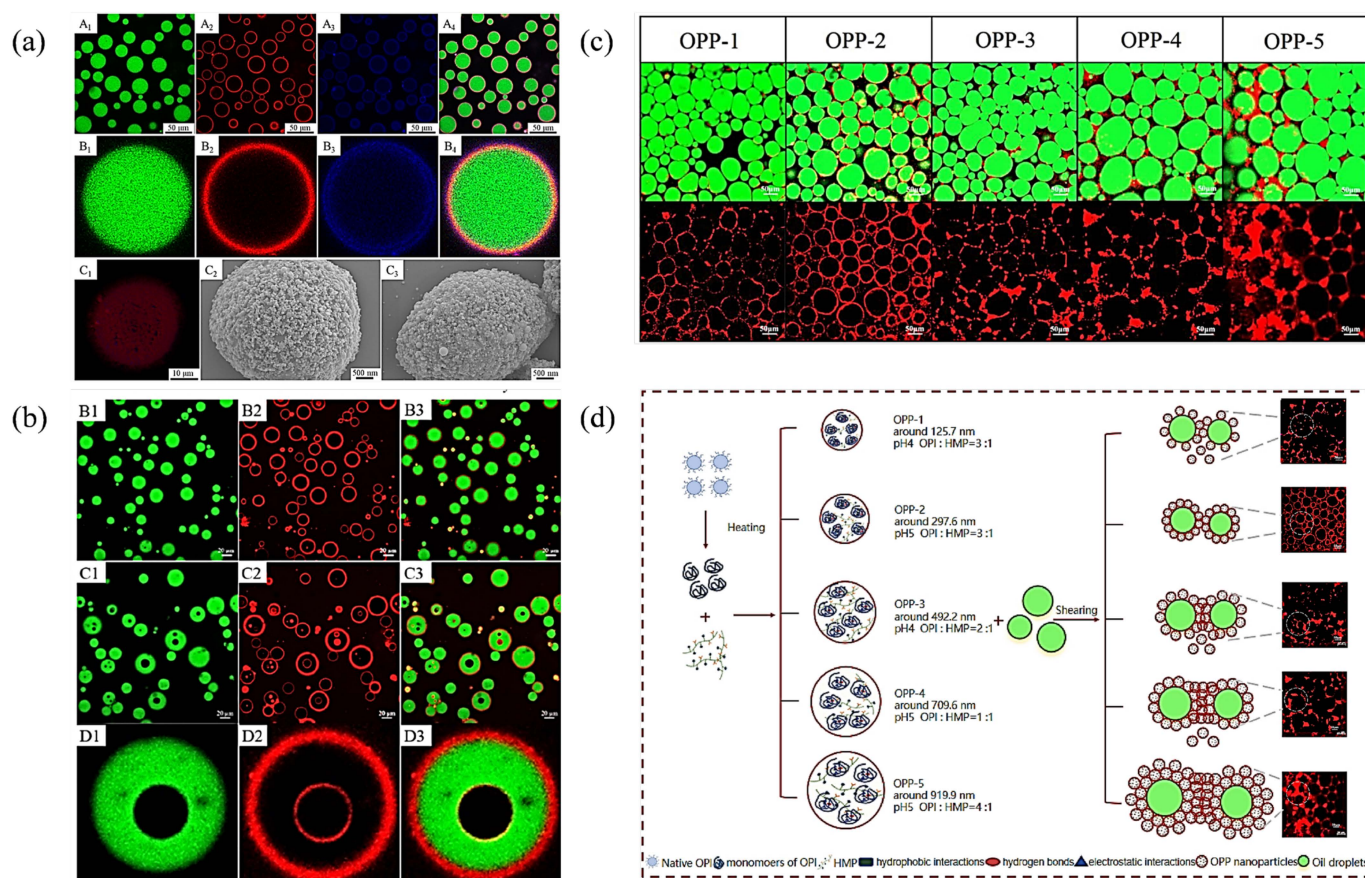 (a)
A1
A2
A3
A4
50 μm
50 μm
50 μm
50 μm
B1
B2
B3
B4
C1
C2
C3
10 μm
500 nm
500 nm
(b)
B1
B2
B3
20 μm
20 μm
20 μm
C1
C2
C3
20 μm
20 μm
20 μm
D1
D2
D3
(c)
OPP-1 OPP-2 OPP-3 OPP-4 OPP-5
50μm
50μm
50μm
50μm
50μm
50μm
50μm
50μm
50μm
50μm
(d)
Heating
+
OPP-1
around 125.7 nm
pH4 OPI : HMP=3 :1
OPP-2
around 297.6 nm
pH5 OPI : HMP=3 :1
OPP-3
around 492.2 nm
pH4 OPI : HMP=2 :1
OPP-4
around 709.6 nm
pH5 OPI : HMP=1 :1
OPP-5
around 919.9 nm
pH5 OPI : HMP=4 :1
+
Shearing
Native OPI monomoers of OPI HMP hydrophobic interactions hydrogen bonds electrostatic interactions OPP nanoparticles Oil droplets